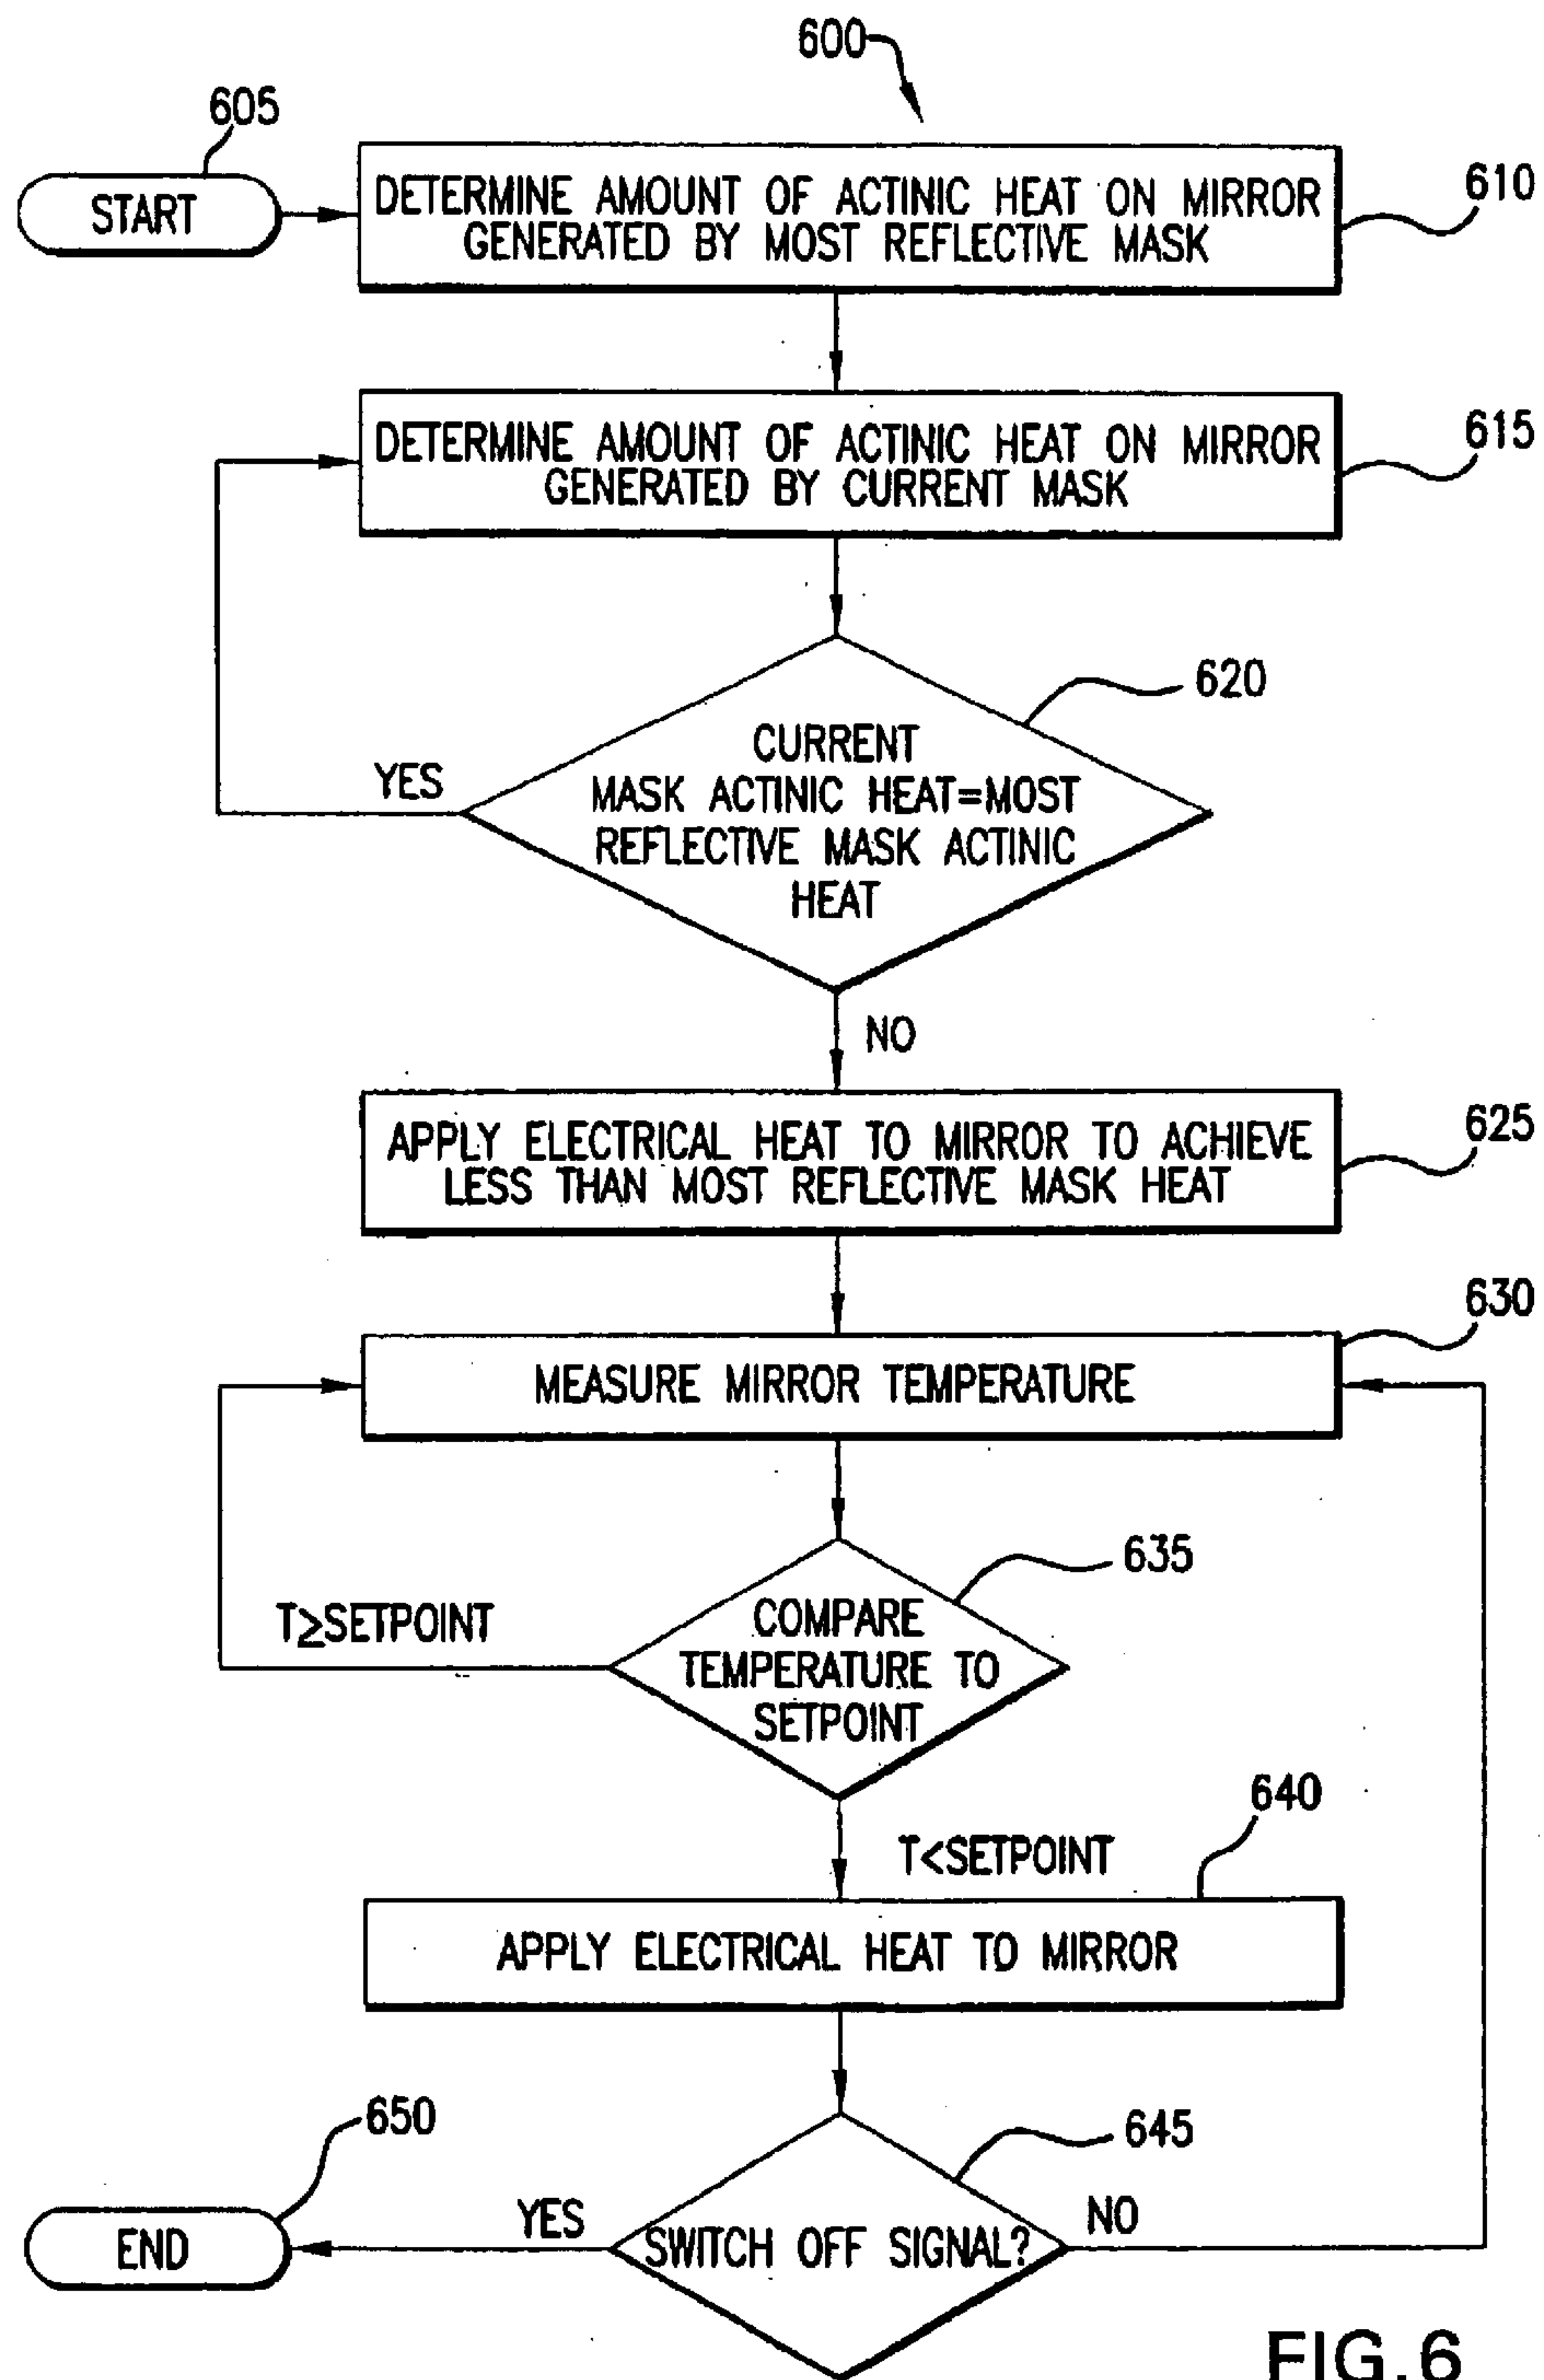 600
605
START
DETERMINE AMOUNT OF ACTINIC HEAT ON MIRROR
GENERATED BY MOST REFLECTIVE MASK
610
DETERMINE AMOUNT OF ACTINIC HEAT ON MIRROR
GENERATED BY CURRENT MASK
615
620
CURRENT
MASK ACTINIC HEAT=MOST
REFLECTIVE MASK ACTINIC
HEAT
YES
NO
APPLY ELECTRICAL HEAT TO MIRROR TO ACHIEVE
LESS THAN MOST REFLECTIVE MASK HEAT
625
630
MEASURE MIRROR TEMPERATURE
635
COMPARE
TEMPERATURE TO
SETPOINT
T≥SETPOINT
T<SETPOINT
640
APPLY ELECTRICAL HEAT TO MIRROR
645
SWITCH OFF SIGNAL?
YES
NO
650
END
FIG.6